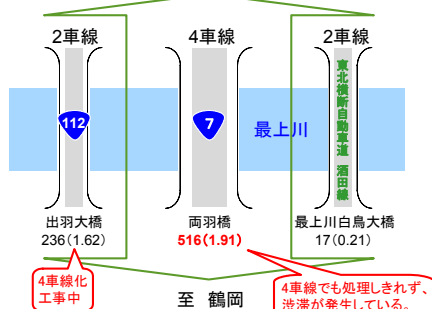 2車線
4車線
2車線
112
7
最上川
東北横断自動車道 酒田線
出羽大橋
236(1.62)
両羽橋
516(1.91)
最上川白鳥大橋
17(0.21)
4車線化
工事中
至 鶴岡
4車線でも処理しきれず、
渋滞が発生している。